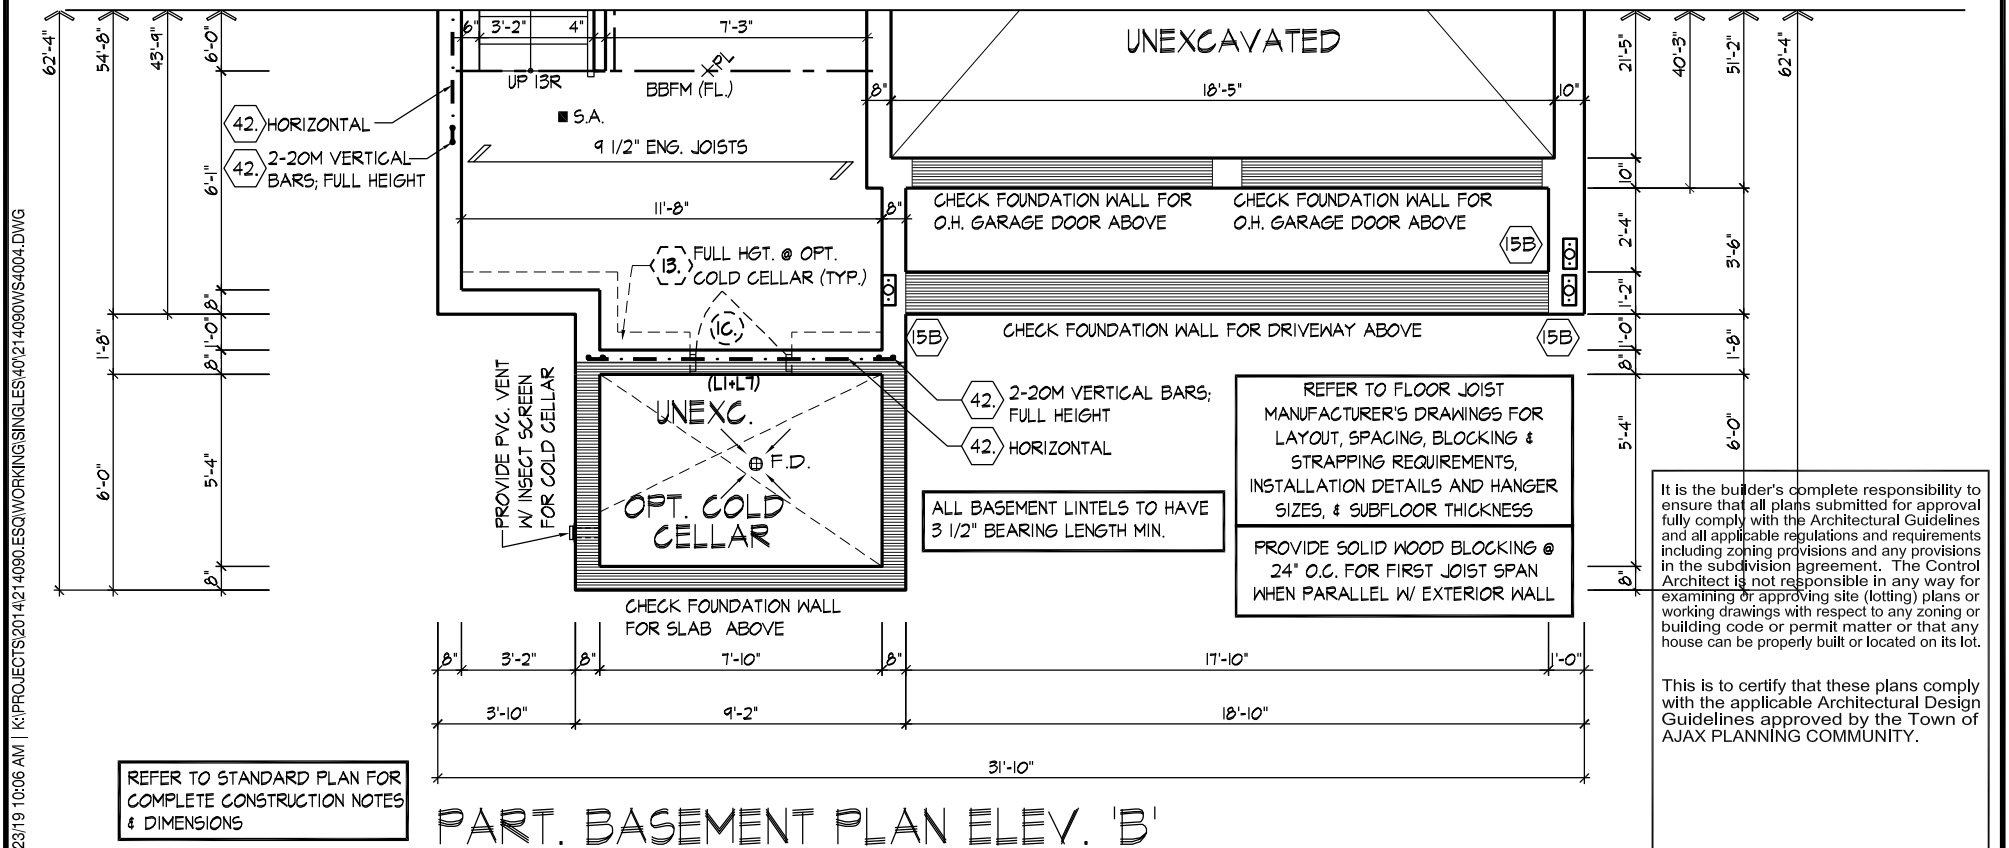 62'-4"
54'-8"
43'-9"
6'-0"
6"
3'-2"
4"
7'-3"
UP 13R
PL
BBFM (FL.)
S.A.
9 1/2" ENG. JOISTS
42. HORIZONTAL
42. 2-20M VERTICAL
BARS; FULL HEIGHT
6'-1"
UNEXCAVATED
8"
18'-5"
10"
21'-5"
40'-3"
51'-2"
62'-4"
11'-8"
8"
CHECK FOUNDATION WALL FOR
O.H. GARAGE DOOR ABOVE
CHECK FOUNDATION WALL FOR
O.H. GARAGE DOOR ABOVE
15B
10"
2'-4"
3'-6"
1'-2"
13. FULL HGT. @ OPT.
COLD CELLAR (TYP.)
1C.
8"
1'-0"
8"
1'-8"
15B
CHECK FOUNDATION WALL FOR DRIVEWAY ABOVE
15B
1'-0"
8"
1'-8"
(L1+L7)
UNEXC.
F.D.
OPT. COLD
CELLAR
PROVIDE PVC. VENT
W/ INSECT SCREEN
FOR COLD CELLAR
6'-0"
5'-4"
8"
42. 2-20M VERTICAL BARS;
FULL HEIGHT
42. HORIZONTAL
ALL BASEMENT LINTELS TO HAVE
3 1/2" BEARING LENGTH MIN.
REFER TO FLOOR JOIST
MANUFACTURER'S DRAWINGS FOR
LAYOUT, SPACING, BLOCKING &
STRAPPING REQUIREMENTS,
INSTALLATION DETAILS AND HANGER
SIZES, & SUBFLOOR THICKNESS
PROVIDE SOLID WOOD BLOCKING @
24" O.C. FOR FIRST JOIST SPAN
WHEN PARALLEL W/ EXTERIOR WALL
5'-4"
6'-0"
8"
It is the builder's complete responsibility to
ensure that all plans submitted for approval
fully comply with the Architectural Guidelines
and all applicable regulations and requirements
including zoning provisions and any provisions
in the subdivision agreement. The Control
Architect is not responsible in any way for
examining or approving site (lotting) plans or
working drawings with respect to any zoning or
building code or permit matter or that any
house can be properly built or located on its lot.
This is to certify that these plans comply
with the applicable Architectural Design
Guidelines approved by the Town of
AJAX PLANNING COMMUNITY.
CHECK FOUNDATION WALL
FOR SLAB ABOVE
8"
3'-2"
8"
7'-10"
8"
17'-10"
1'-0"
3'-10"
9'-2"
18'-10"
31'-10"
REFER TO STANDARD PLAN FOR
COMPLETE CONSTRUCTION NOTES
& DIMENSIONS
PART. BASEMENT PLAN ELEV. 'B'
23/19 10:06 AM | K:\PROJECTS\2014\214090.ESQ\WORKING\SINGLES\40\214090WS4004.DWG